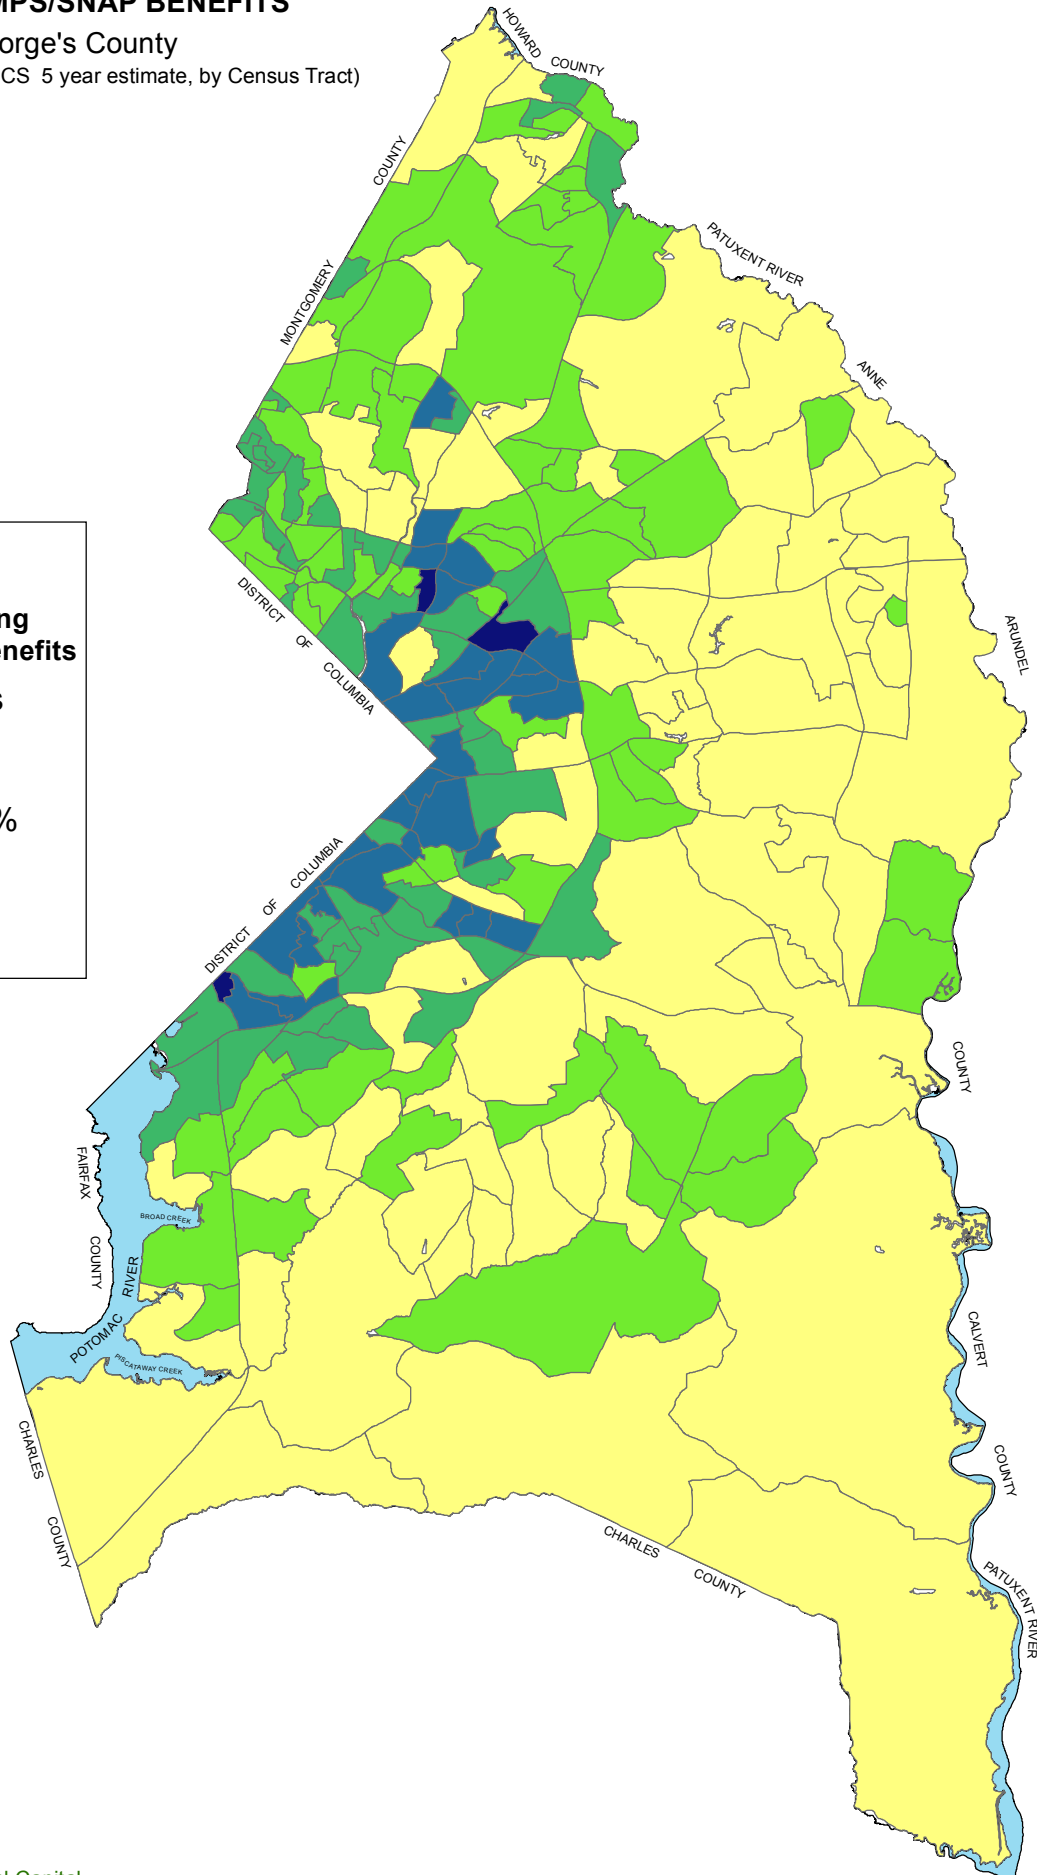 MPS/SNAP BENEFITS
orge's County
CS 5 year estimate, by Census Tract)
ng
enefits
s
%
HOWARD COUNTY
MONTGOMERY COUNTY
PATUXENT RIVER
ANNE ARUNDEL
DISTRICT OF COLUMBIA
DISTRICT OF COLUMBIA
COUNTY
FAIRFAX COUNTY
BROAD CREEK
POTOMAC RIVER
PISCATAWAY CREEK
CALVERT COUNTY
CHARLES COUNTY
CHARLES COUNTY
PATUXENT RIVER